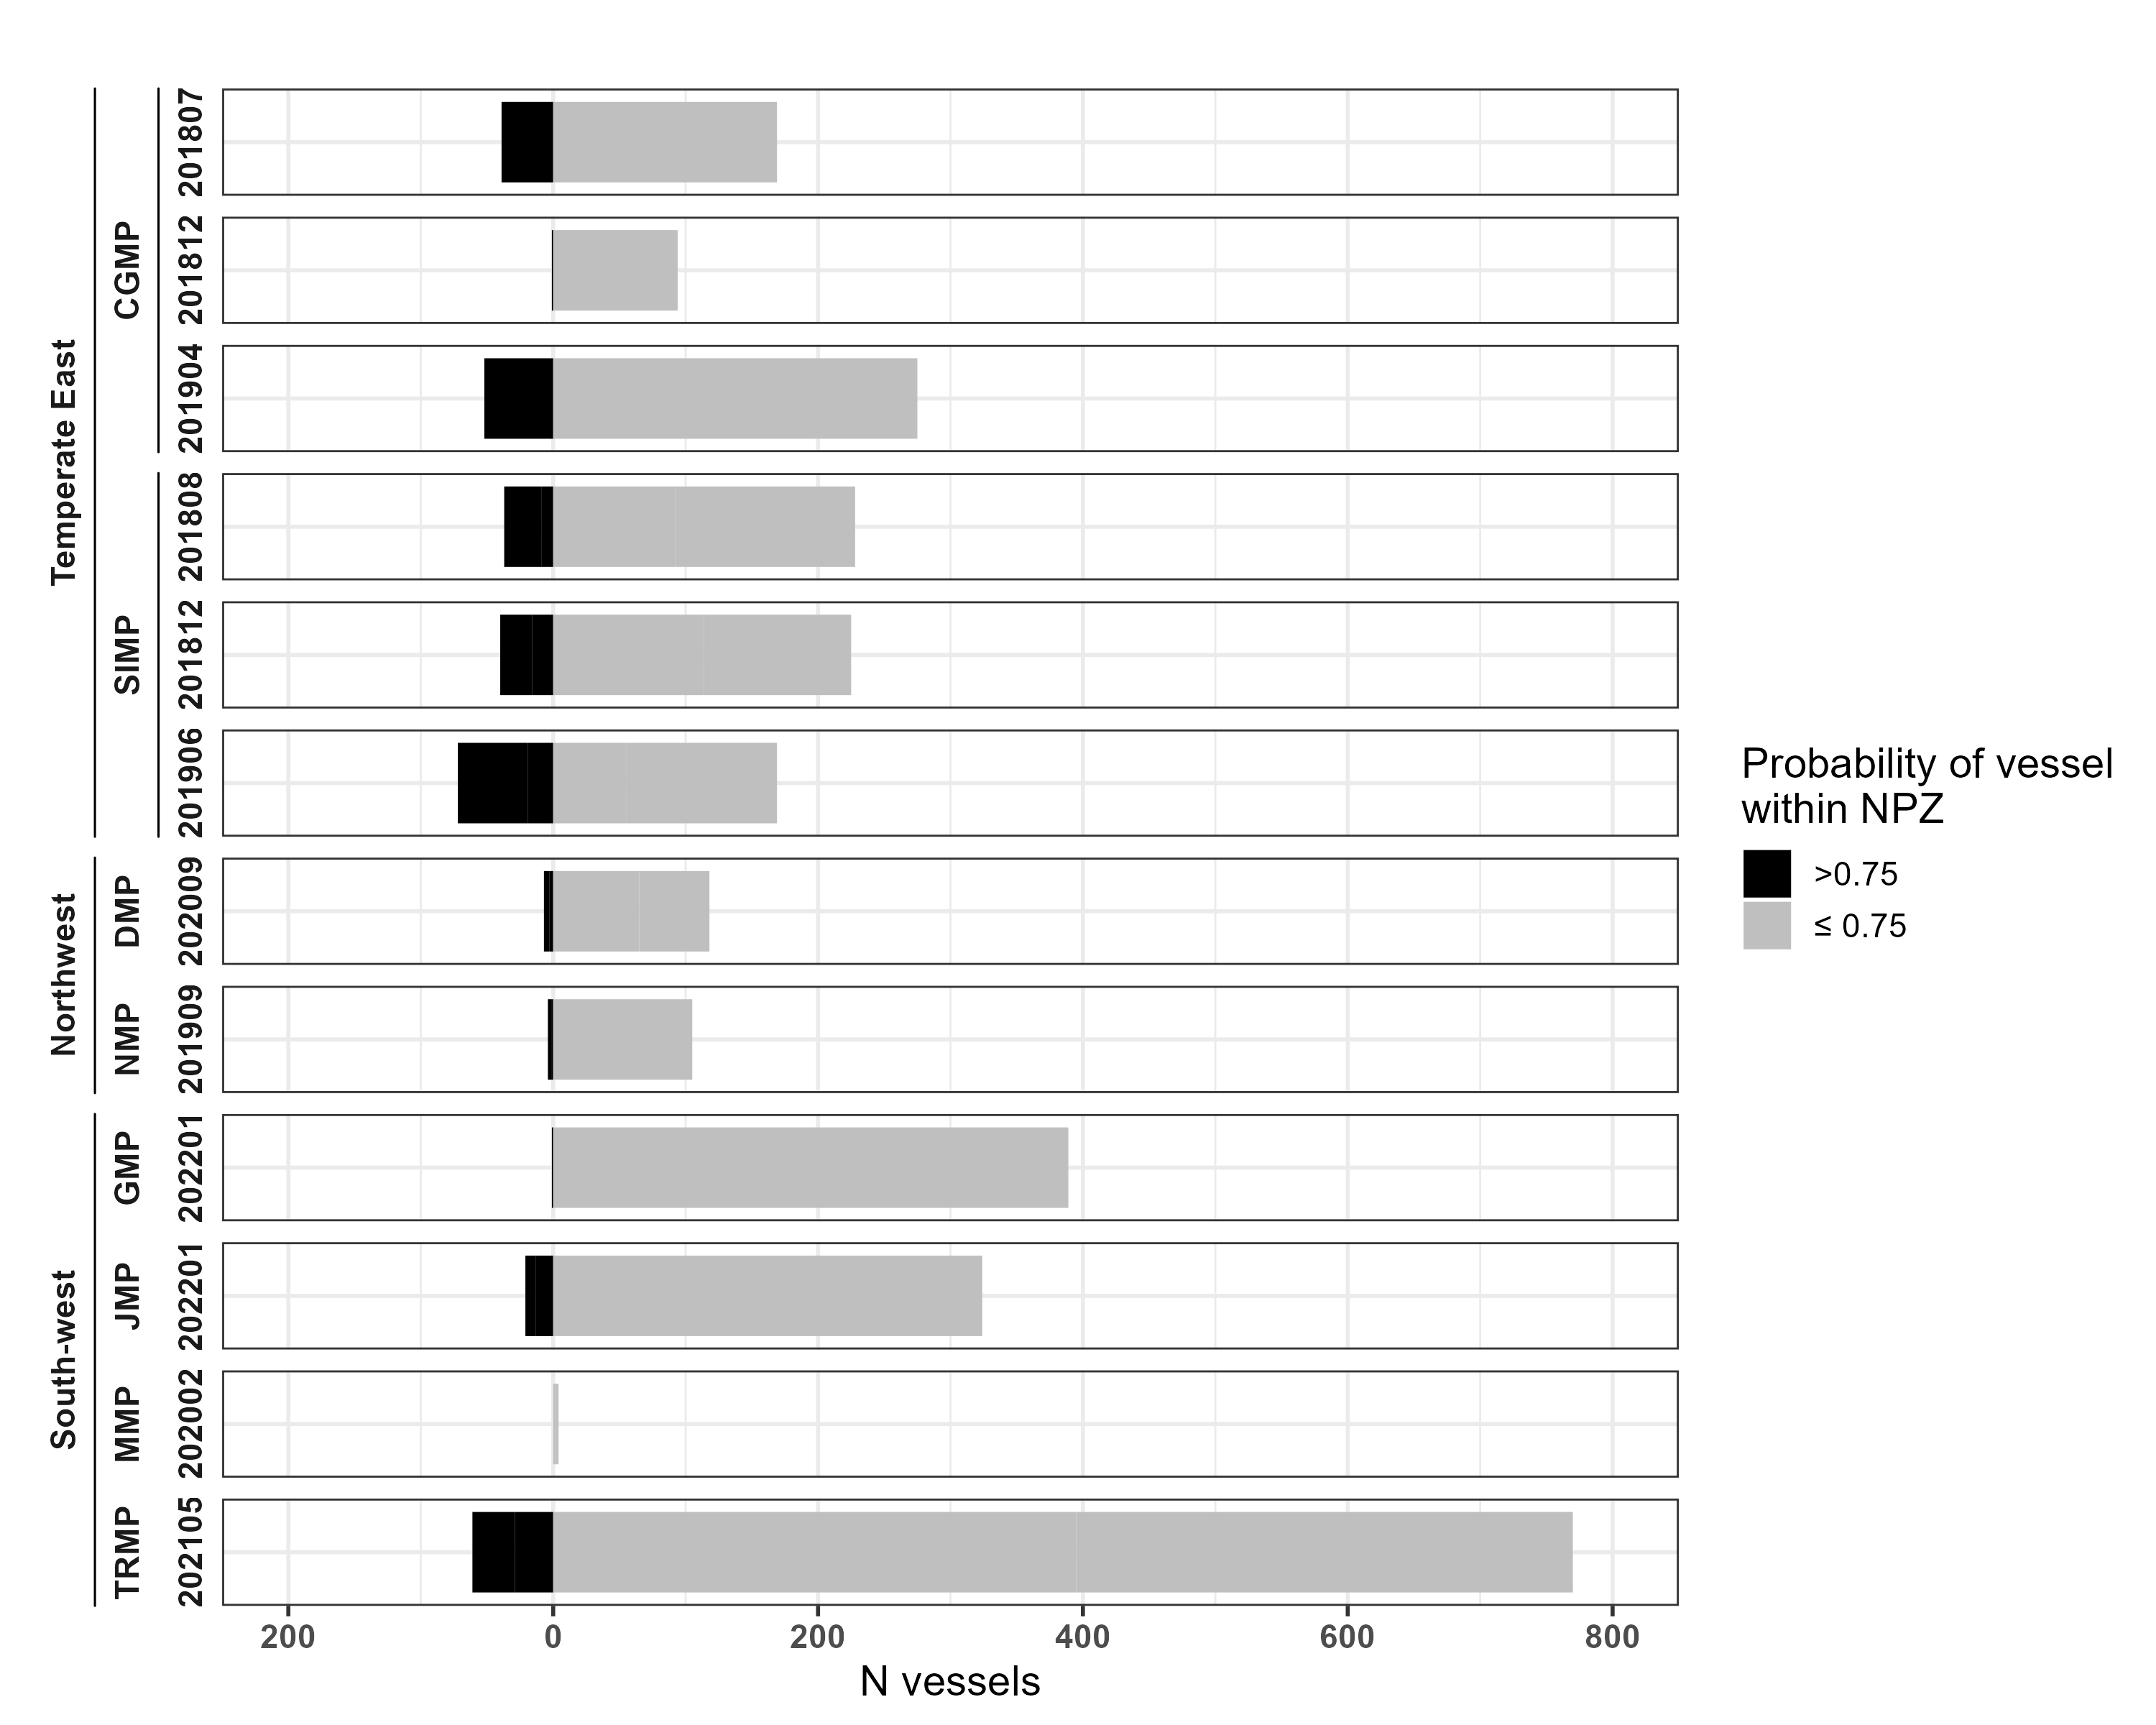 Temperate East
CGMP
201807
201812
201904
SIMP
201808
201812
201906
Northwest
DMP
202009
NMP
201909
South-west
GMP
202201
JMP
202201
MMP
202002
TRMP
202105
200 0 200 400 600 800
N vessels
Probability of vessel
within NPZ
>0.75
≤ 0.75